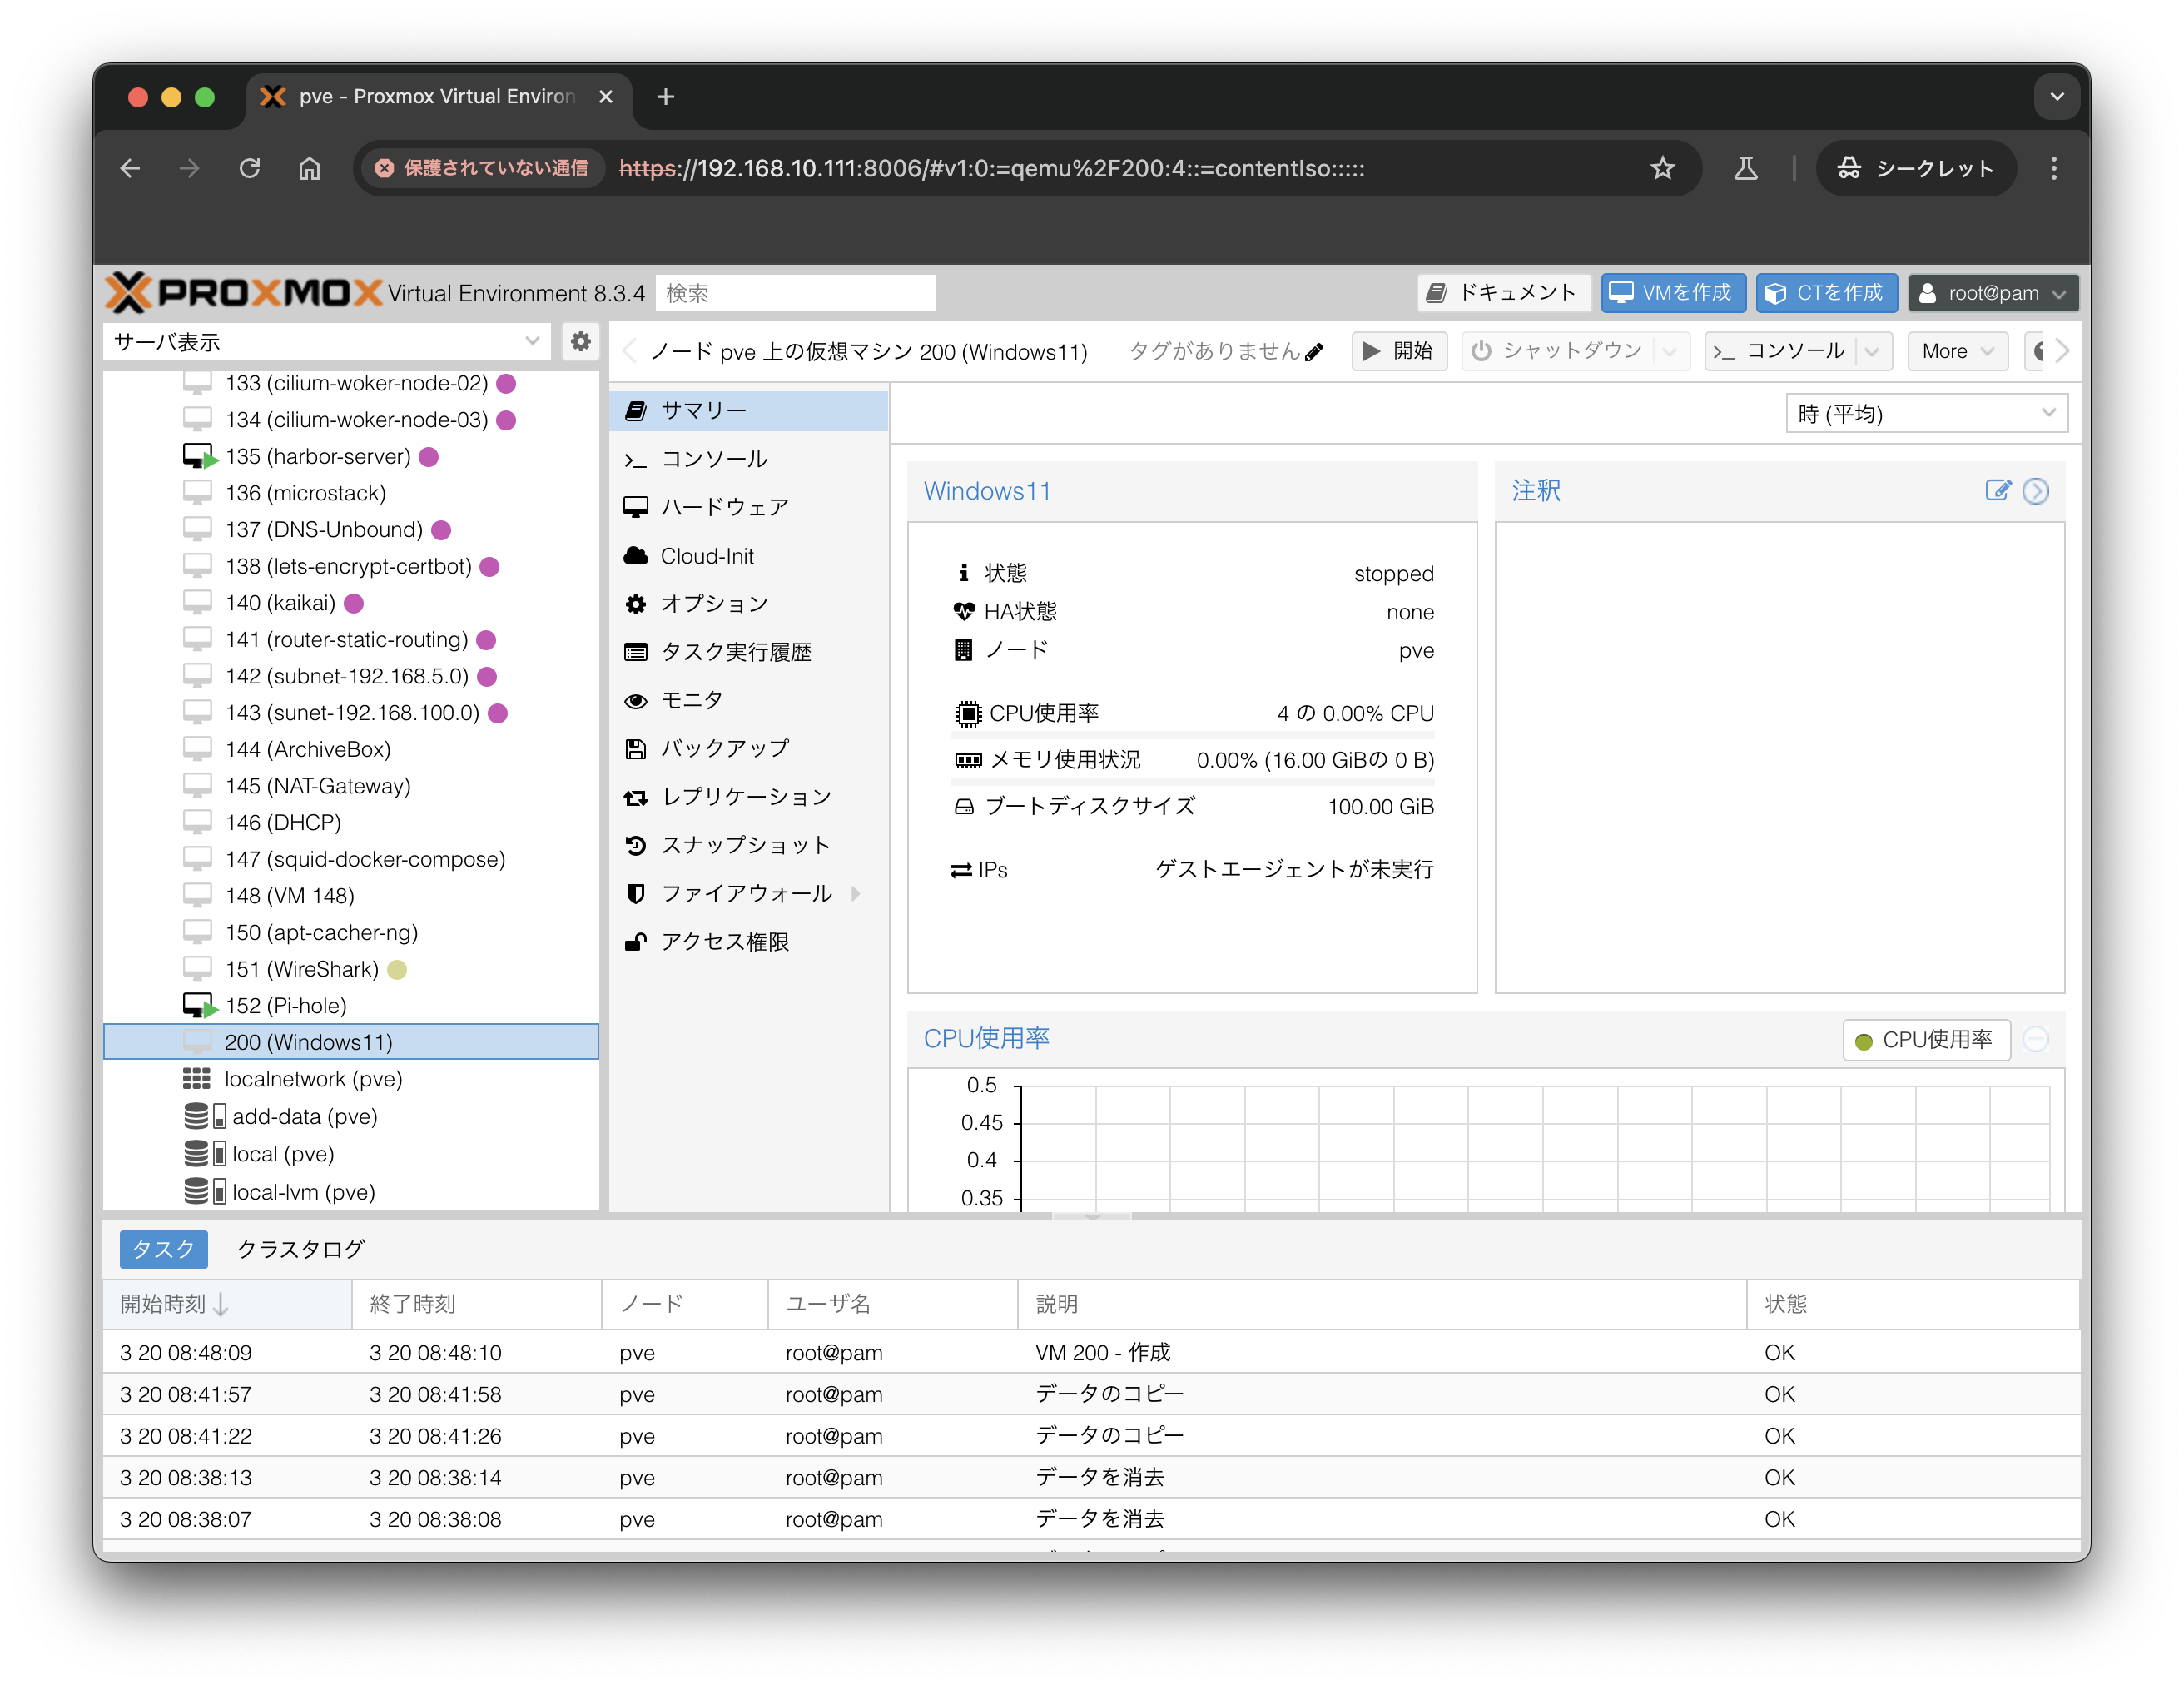 pve - Proxmox Virtual Environ
保護されていない通信 https://192.168.10.111:8006/#v1:0:=qemu%2F200:4::=contentIso:::::
シークレット
PROXMOX Virtual Environment 8.3.4 検索 ドキュメント VMを作成 CTを作成 root@pam
サーバ表示
ノード pve 上の仮想マシン 200 (Windows11) タグがありません 開始 シャットダウン コンソール More
133 (cilium-woker-node-02)
134 (cilium-woker-node-03)
135 (harbor-server)
136 (microstack)
137 (DNS-Unbound)
138 (lets-encrypt-certbot)
140 (kaikai)
141 (router-static-routing)
142 (subnet-192.168.5.0)
143 (sunet-192.168.100.0)
144 (ArchiveBox)
145 (NAT-Gateway)
146 (DHCP)
147 (squid-docker-compose)
148 (VM 148)
150 (apt-cacher-ng)
151 (WireShark)
152 (Pi-hole)
200 (Windows11)
localnetwork (pve)
add-data (pve)
local (pve)
local-lvm (pve)
サマリー
コンソール
ハードウェア
Cloud-Init
オプション
タスク実行履歴
モニタ
バックアップ
レプリケーション
スナップショット
ファイアウォール
アクセス権限
時 (平均)
Windows11
状態 stopped
HA状態 none
ノード pve
CPU使用率 4 の 0.00% CPU
メモリ使用状況 0.00% (16.00 GiBの 0 B)
ブートディスクサイズ 100.00 GiB
IPs ゲストエージェントが未実行
注釈
CPU使用率
CPU使用率
0.5
0.45
0.4
0.35
タスク クラスタログ
開始時刻 終了時刻 ノード ユーザ名 説明 状態
3 20 08:48:09 3 20 08:48:10 pve root@pam VM 200 - 作成 OK
3 20 08:41:57 3 20 08:41:58 pve root@pam データのコピー OK
3 20 08:41:22 3 20 08:41:26 pve root@pam データのコピー OK
3 20 08:38:13 3 20 08:38:14 pve root@pam データを消去 OK
3 20 08:38:07 3 20 08:38:08 pve root@pam データを消去 OK